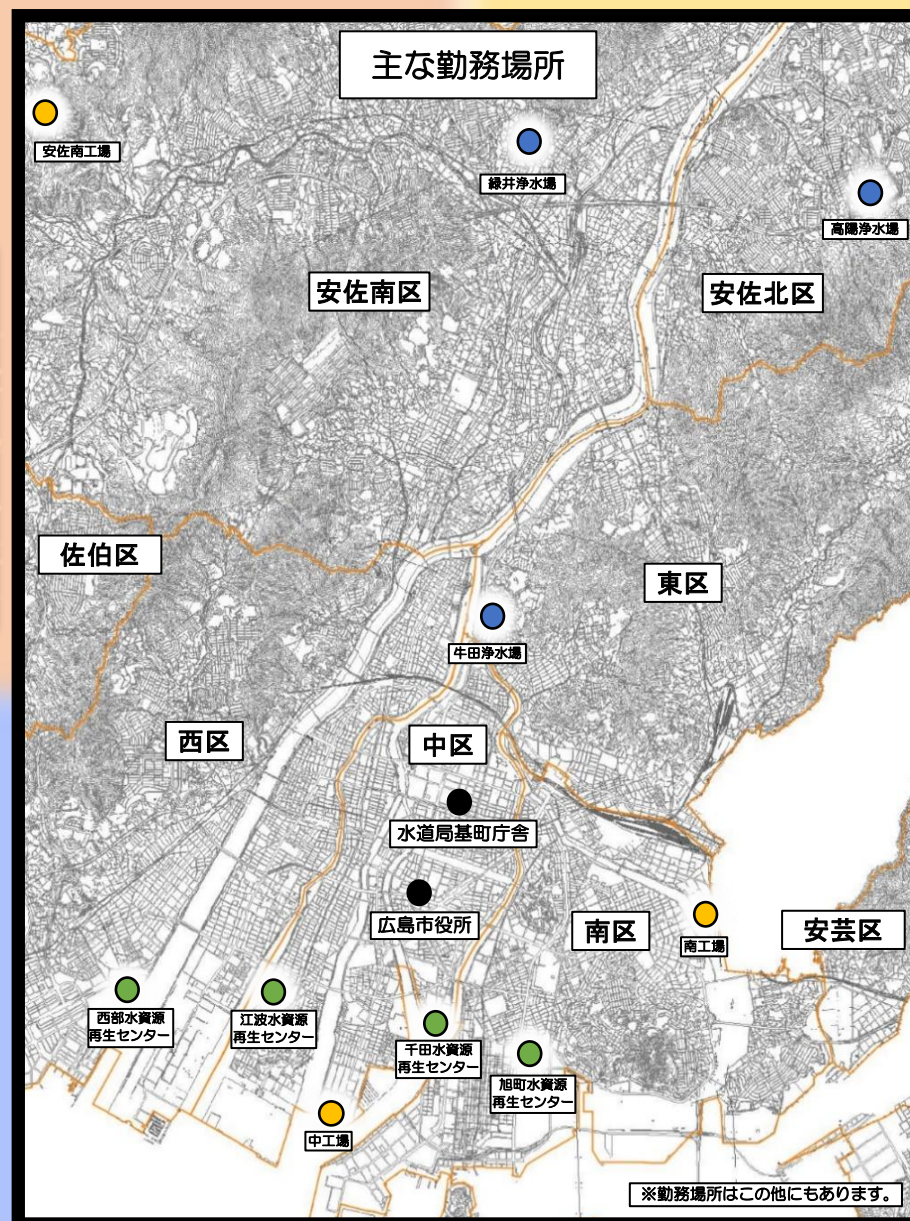 主な勤務場所
安佐南工場
緑井浄水場
高陽浄水場
安佐南区
安佐北区
佐伯区
東区
牛田浄水場
西区
中区
水道局基町庁舎
広島市役所
南区
南工場
安芸区
西部水資源
再生センター
江波水資源
再生センター
千田水資源
再生センター
旭町水資源
再生センター
中工場
※勤務場所はこの他にもあります。